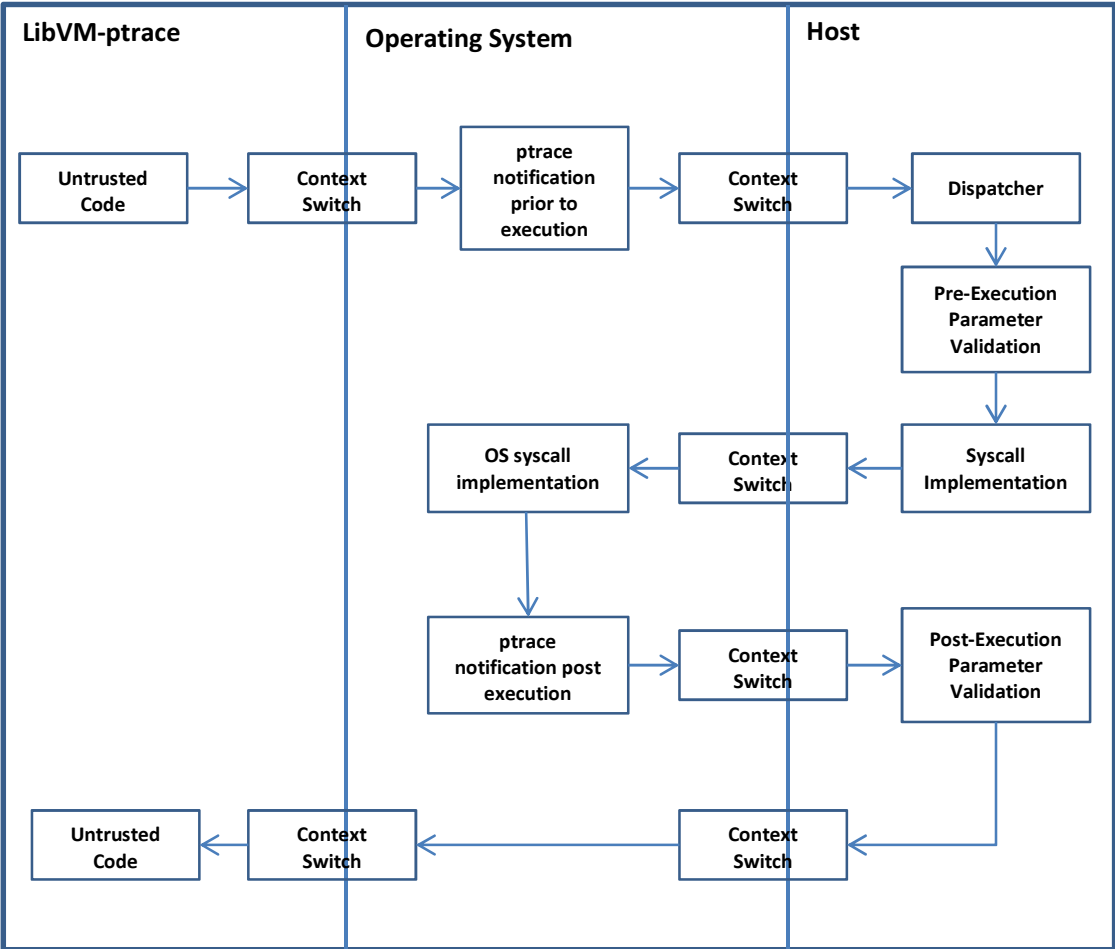 LibVM-ptrace
Operating System
Host
Untrusted
Code
Context
Switch
ptrace
notification
prior to
execution
Context
Switch
Dispatcher
Pre-Execution
Parameter
Validation
Syscall
Implementation
Context
Switch
OS syscall
implementation
ptrace
notification post
execution
Context
Switch
Post-Execution
Parameter
Validation
Context
Switch
Context
Switch
Untrusted
Code